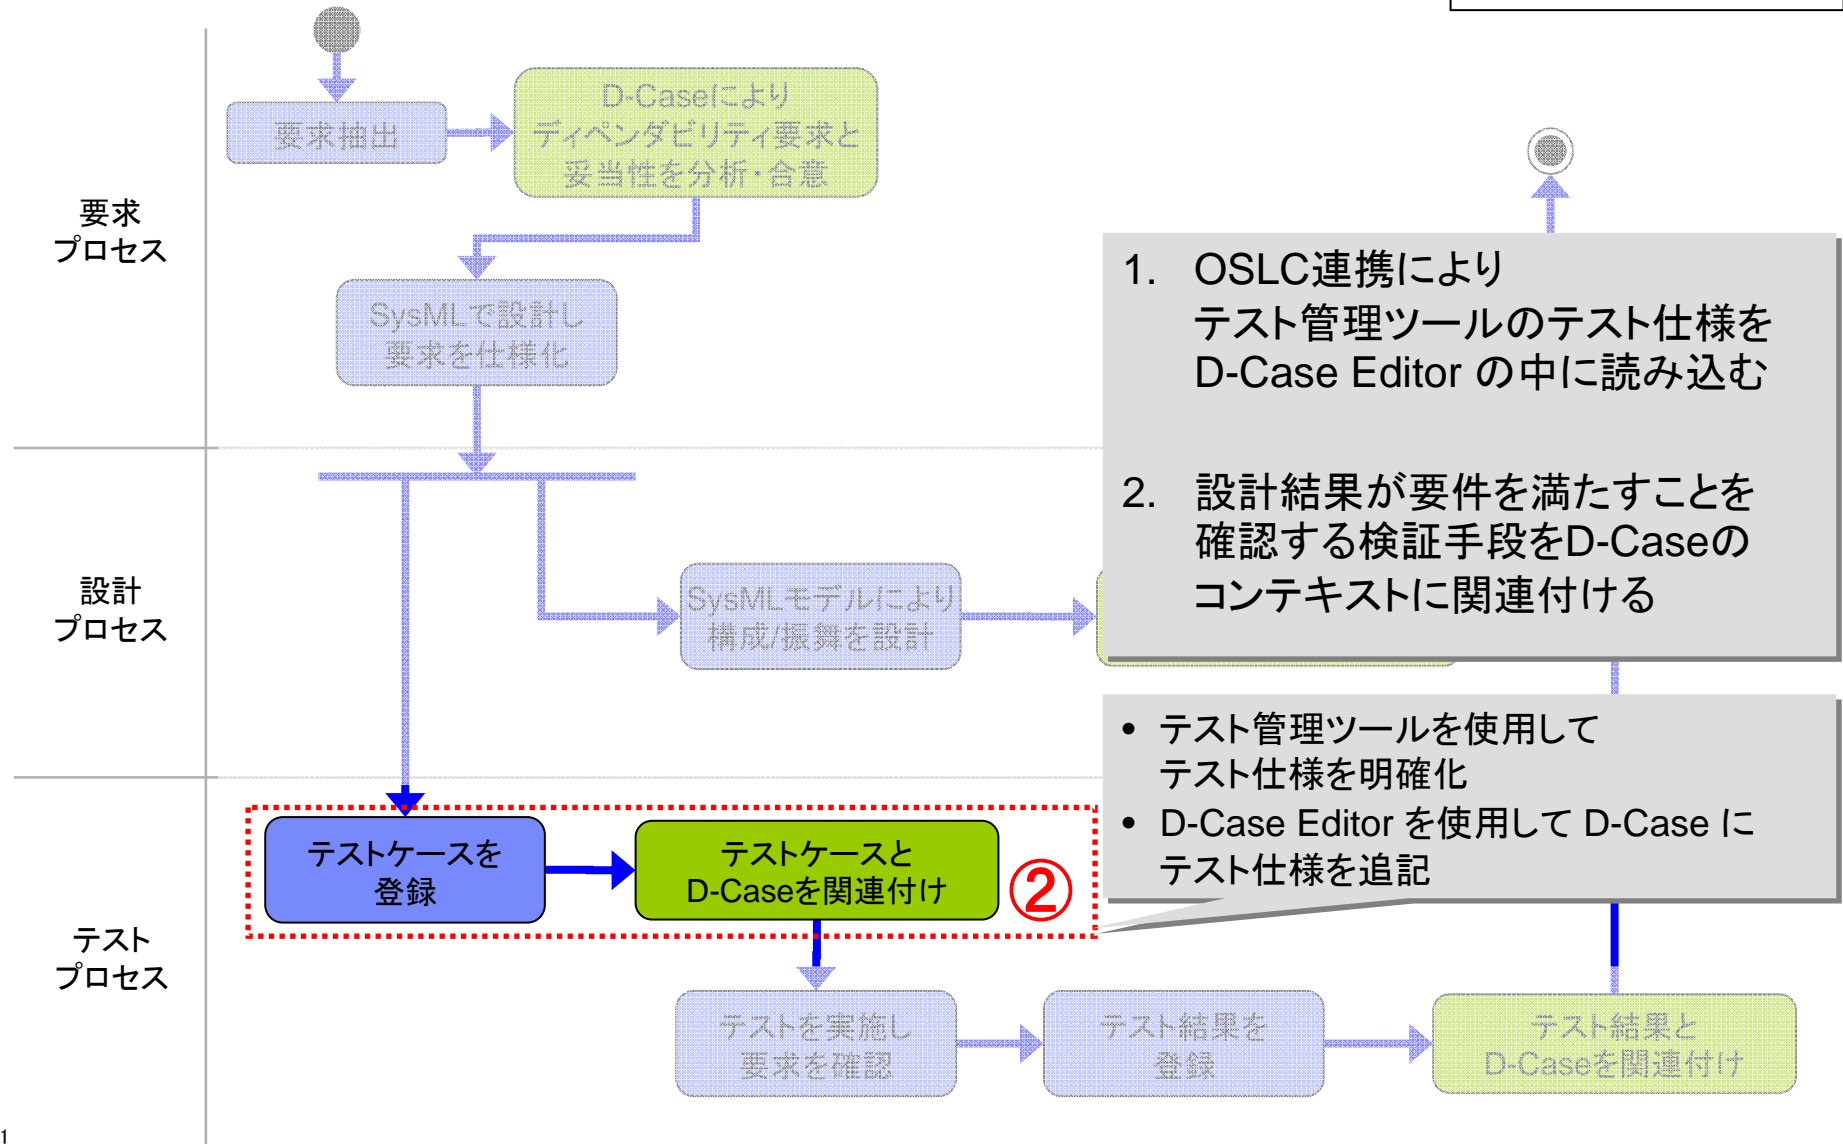 D-Caseにより
ディペンダビリティ要求と
妥当性を分析・合意
要求抽出
要求
プロセス
SysMLで設計し
要求を仕様化
1. OSLC連携により
テスト管理ツールのテスト仕様を
D-Case Editor の中に読み込む
2. 設計結果が要件を満たすことを
確認する検証手段をD-Caseの
コンテキストに関連付ける
設計
プロセス
SysMLモデルにより
構成/振舞を設計
• テスト管理ツールを使用して
テスト仕様を明確化
• D-Case Editor を使用して D-Case に
テスト仕様を追記
テストケースを
登録
テストケースと
D-Caseを関連付け
②
テスト
プロセス
テストを実施し
要求を確認
テスト結果を
登録
テスト結果と
D-Caseを関連付け
1